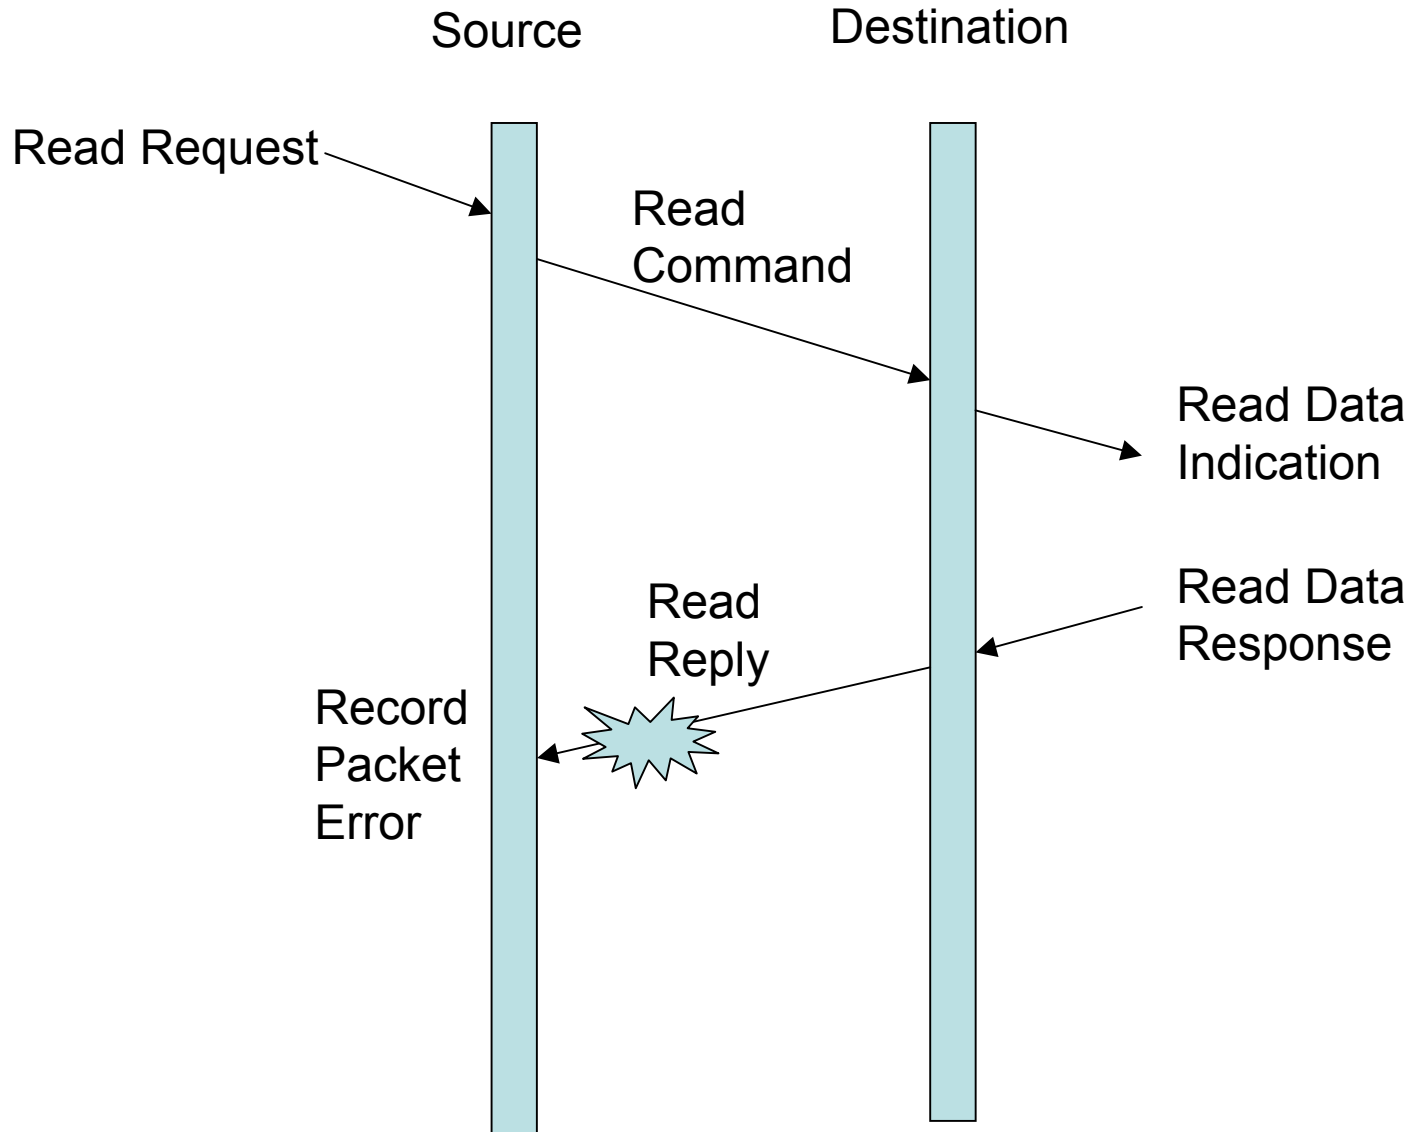 Source
Destination
Read Request
Read
Command
Read Data
Indication
Read Data
Response
Read
Reply
Record
Packet
Error